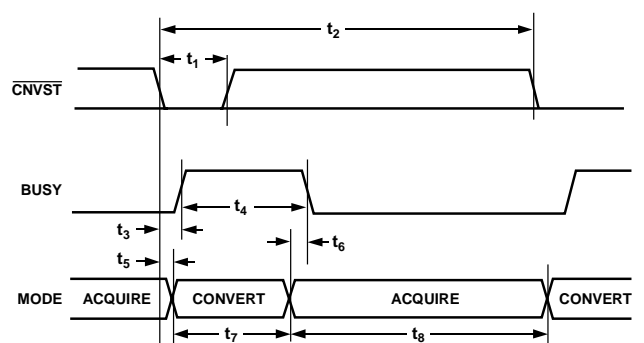 t2
t1
CNVST
BUSY
t4
t3
t6
t5
MODE ACQUIRE CONVERT ACQUIRE CONVERT
t7 t8